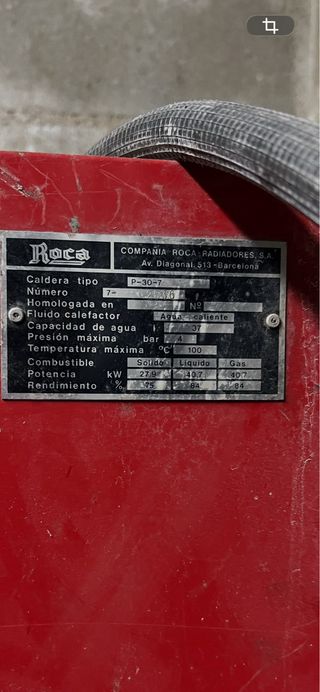 Roca
COMPAÑIA ROCA-RADIADORES, S.A.
Av. Diagonal, 513-Barcelona
Caldera tipo P-30-7
Número 7-
Homologada en Nº
Fluido calefactor Agua caliente
Capacidad de agua l 37
Presión máxima bar 4
Temperatura máxima °C 100
Combustible Sólido Líquido Gas
Potencia kW 27,9 40,7 40,7
Rendimiento % 75 84 84